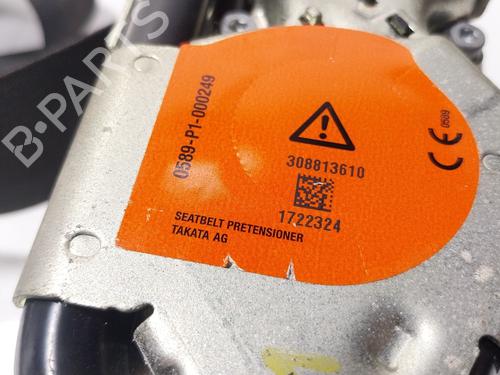 B-PARTS
0589-P1-000249
308813610
1722324
SEATBELT PRETENSIONER
TAKATA AG
CE 0589